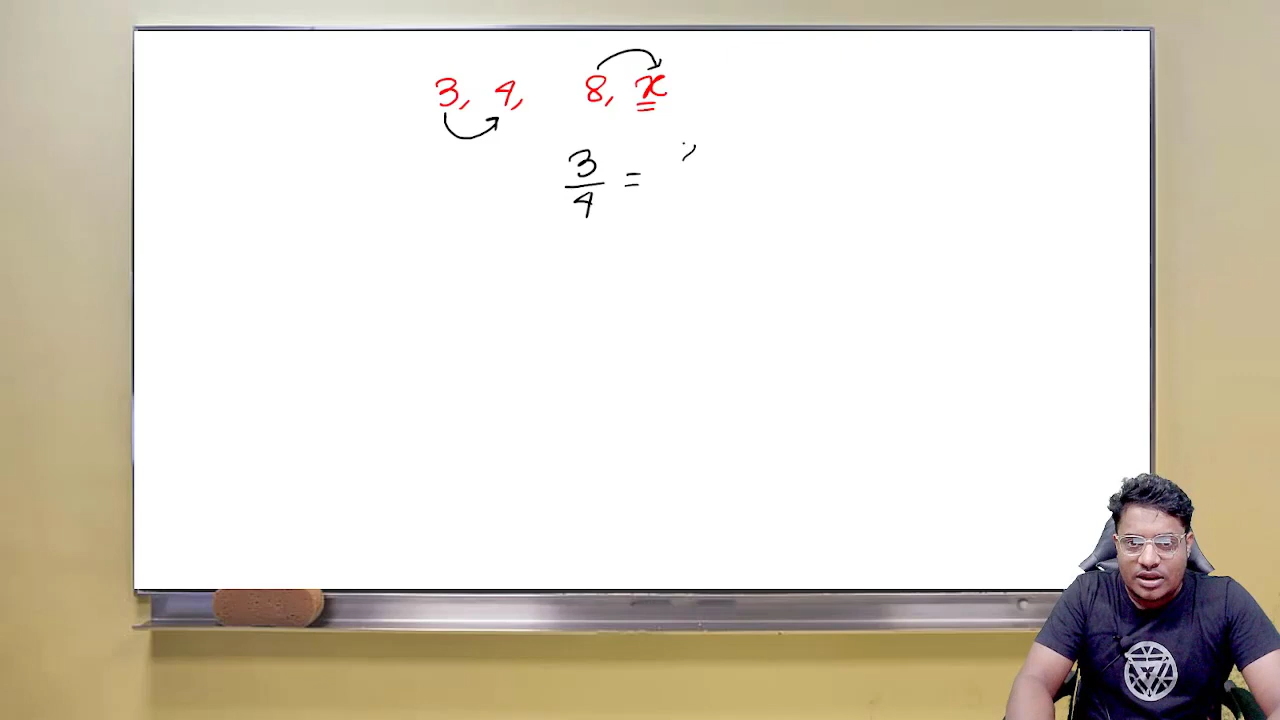 3, 4, 8, x
3/4 =